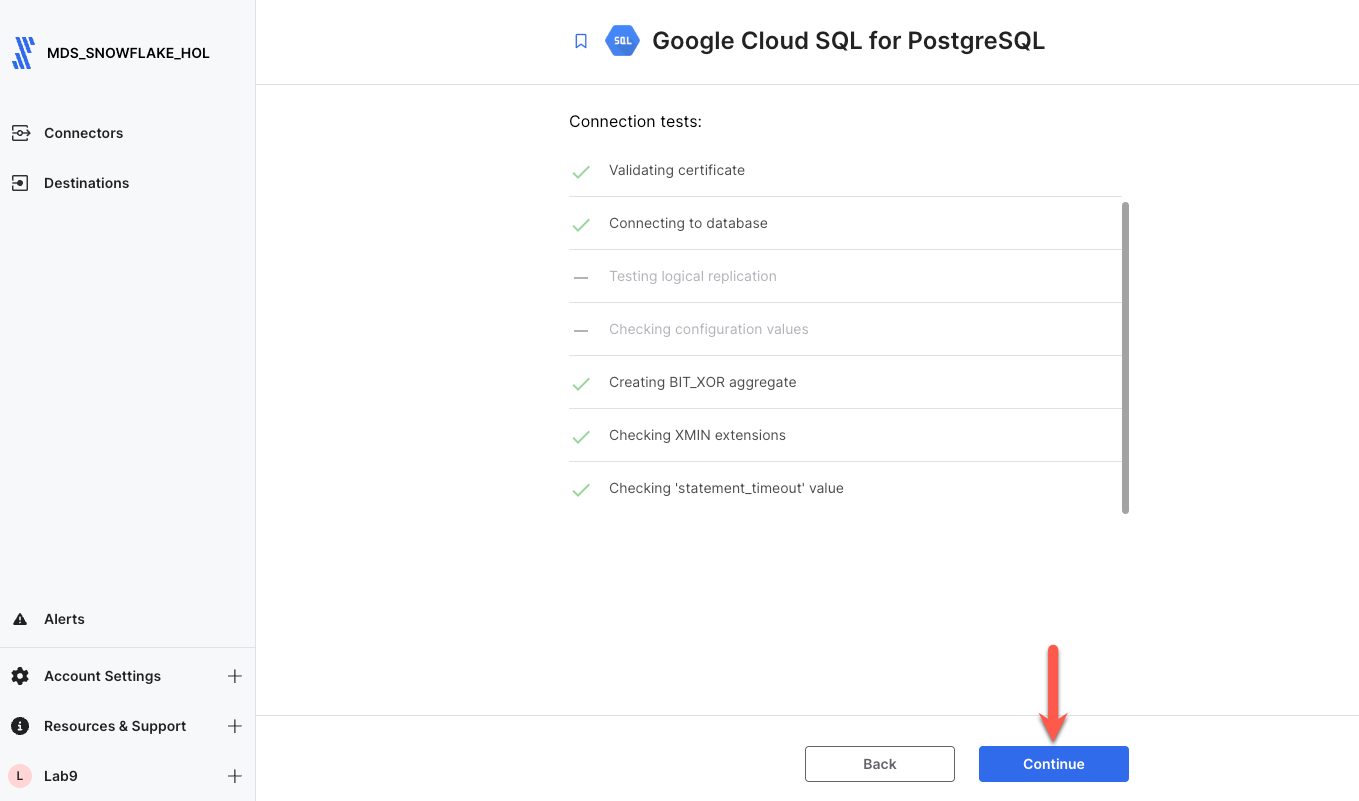 MDS_SNOWFLAKE_HOL
Connectors
Destinations
Alerts
Account Settings
Resources & Support
L Lab9
SQL Google Cloud SQL for PostgreSQL
Connection tests:
Validating certificate
Connecting to database
Testing logical replication
Checking configuration values
Creating BIT_XOR aggregate
Checking XMIN extensions
Checking 'statement_timeout' value
Back
Continue